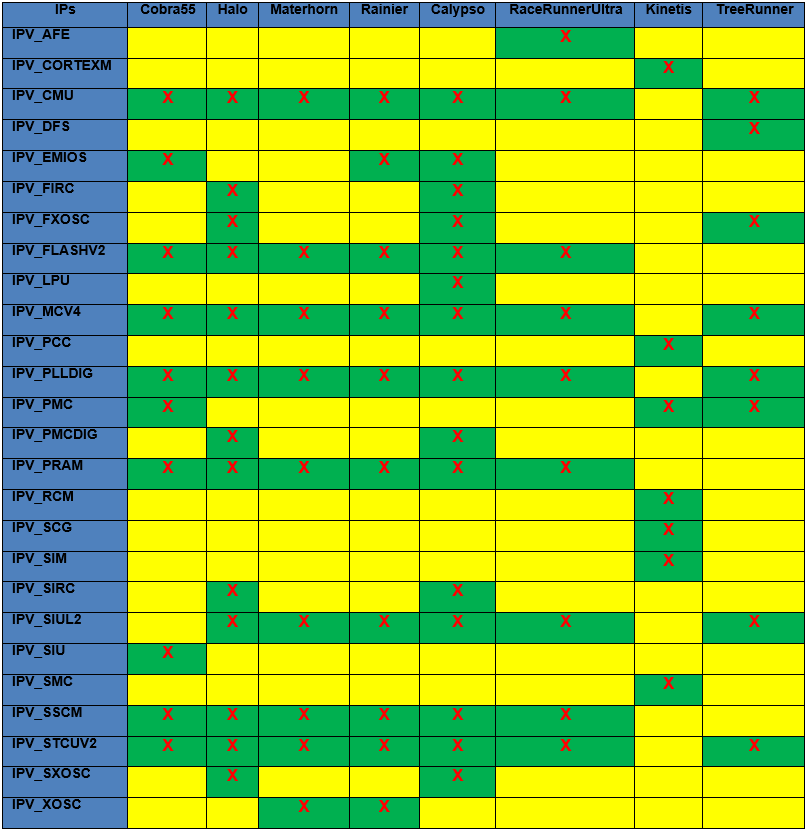 IPs Cobra55 Halo Materhorn Rainier Calypso RaceRunnerUltra Kinetis TreeRunner
IPV_AFE X
IPV_CORTEXM X
IPV_CMU X X X X X X X
IPV_DFS X
IPV_EMIOS X X X
IPV_FIRC X X
IPV_FXOSC X X X
IPV_FLASHV2 X X X X X X
IPV_LPU X
IPV_MCV4 X X X X X X X
IPV_PCC X
IPV_PLLDIG X X X X X X X
IPV_PMC X X X
IPV_PMCDIG X X
IPV_PRAM X X X X X X
IPV_RCM X
IPV_SCG X
IPV_SIM X
IPV_SIRC X X
IPV_SIUL2 X X X X X X
IPV_SIU X
IPV_SMC X
IPV_SSCM X X X X X X
IPV_STCUV2 X X X X X X X
IPV_SXOSC X X
IPV_XOSC X X